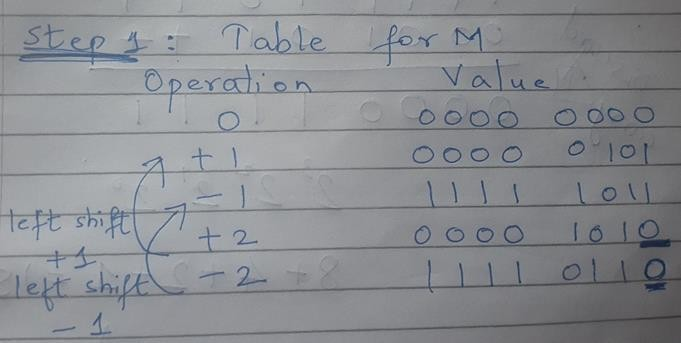 Step 1: Table for M
Operation Value
0 0000 0000
+1 0000 0101
-1 1111 1011
left shift +2 0000 1010
+1
left shift -2 1111 0110
-1